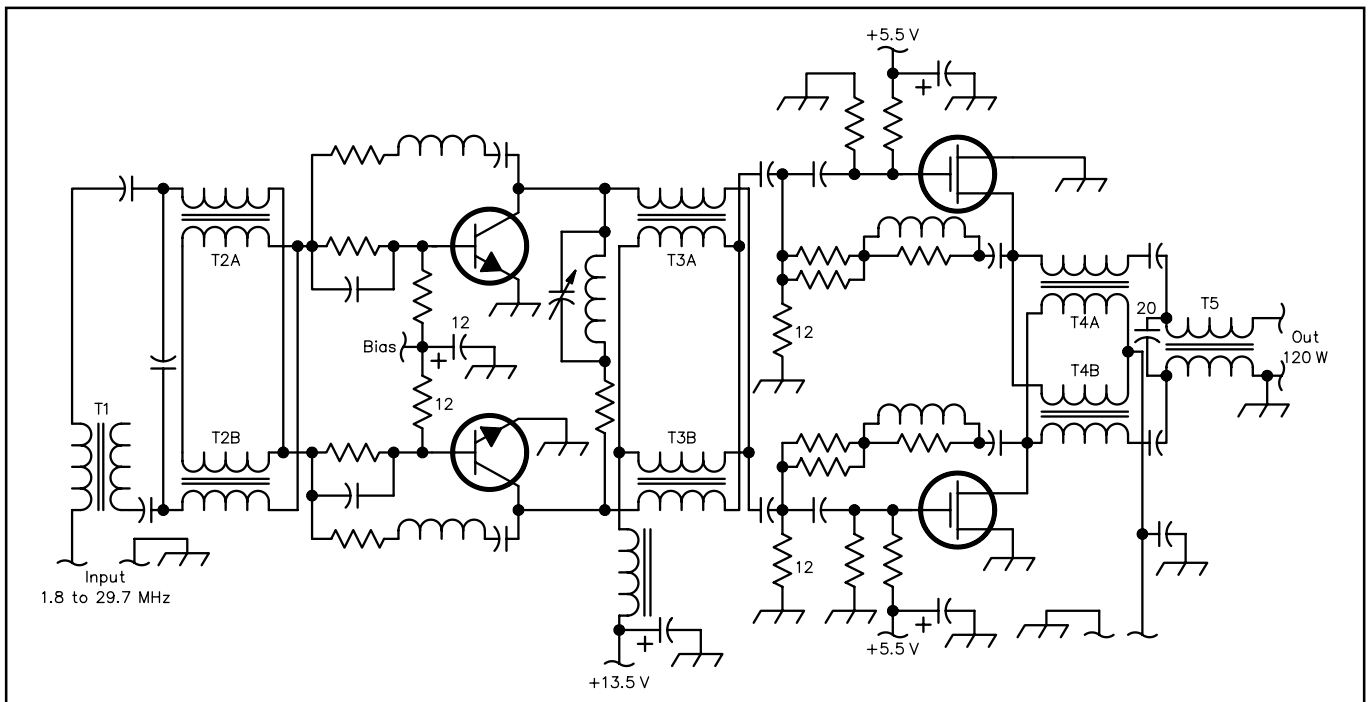 +5.5 V
+
T2A
T3A
12
Bias
12
+
12
T4A
20
T5
Out
120 W
T4B
T1
T2B
T3B
12
Input
1.8 to 29.7 MHz
+
+
+5.5 V
+13.5 V